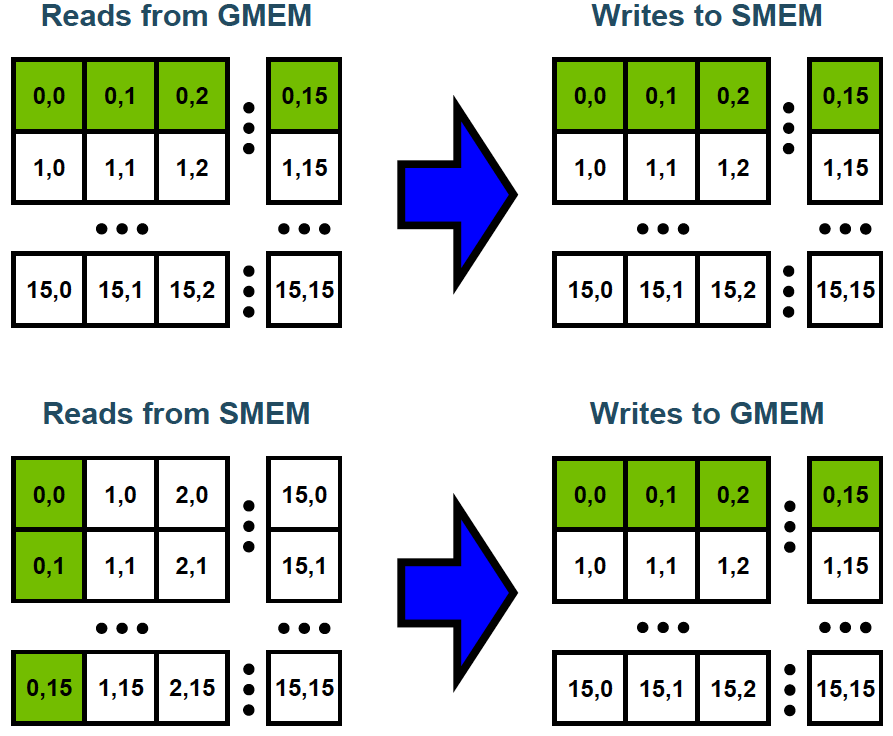 Reads from GMEM Writes to SMEM
0,0 0,1 0,2 0,15 0,0 0,1 0,2 0,15
1,0 1,1 1,2 1,15 1,0 1,1 1,2 1,15
15,0 15,1 15,2 15,15 15,0 15,1 15,2 15,15
Reads from SMEM Writes to GMEM
0,0 1,0 2,0 15,0 0,0 0,1 0,2 0,15
0,1 1,1 2,1 15,1 1,0 1,1 1,2 1,15
0,15 1,15 2,15 15,15 15,0 15,1 15,2 15,15